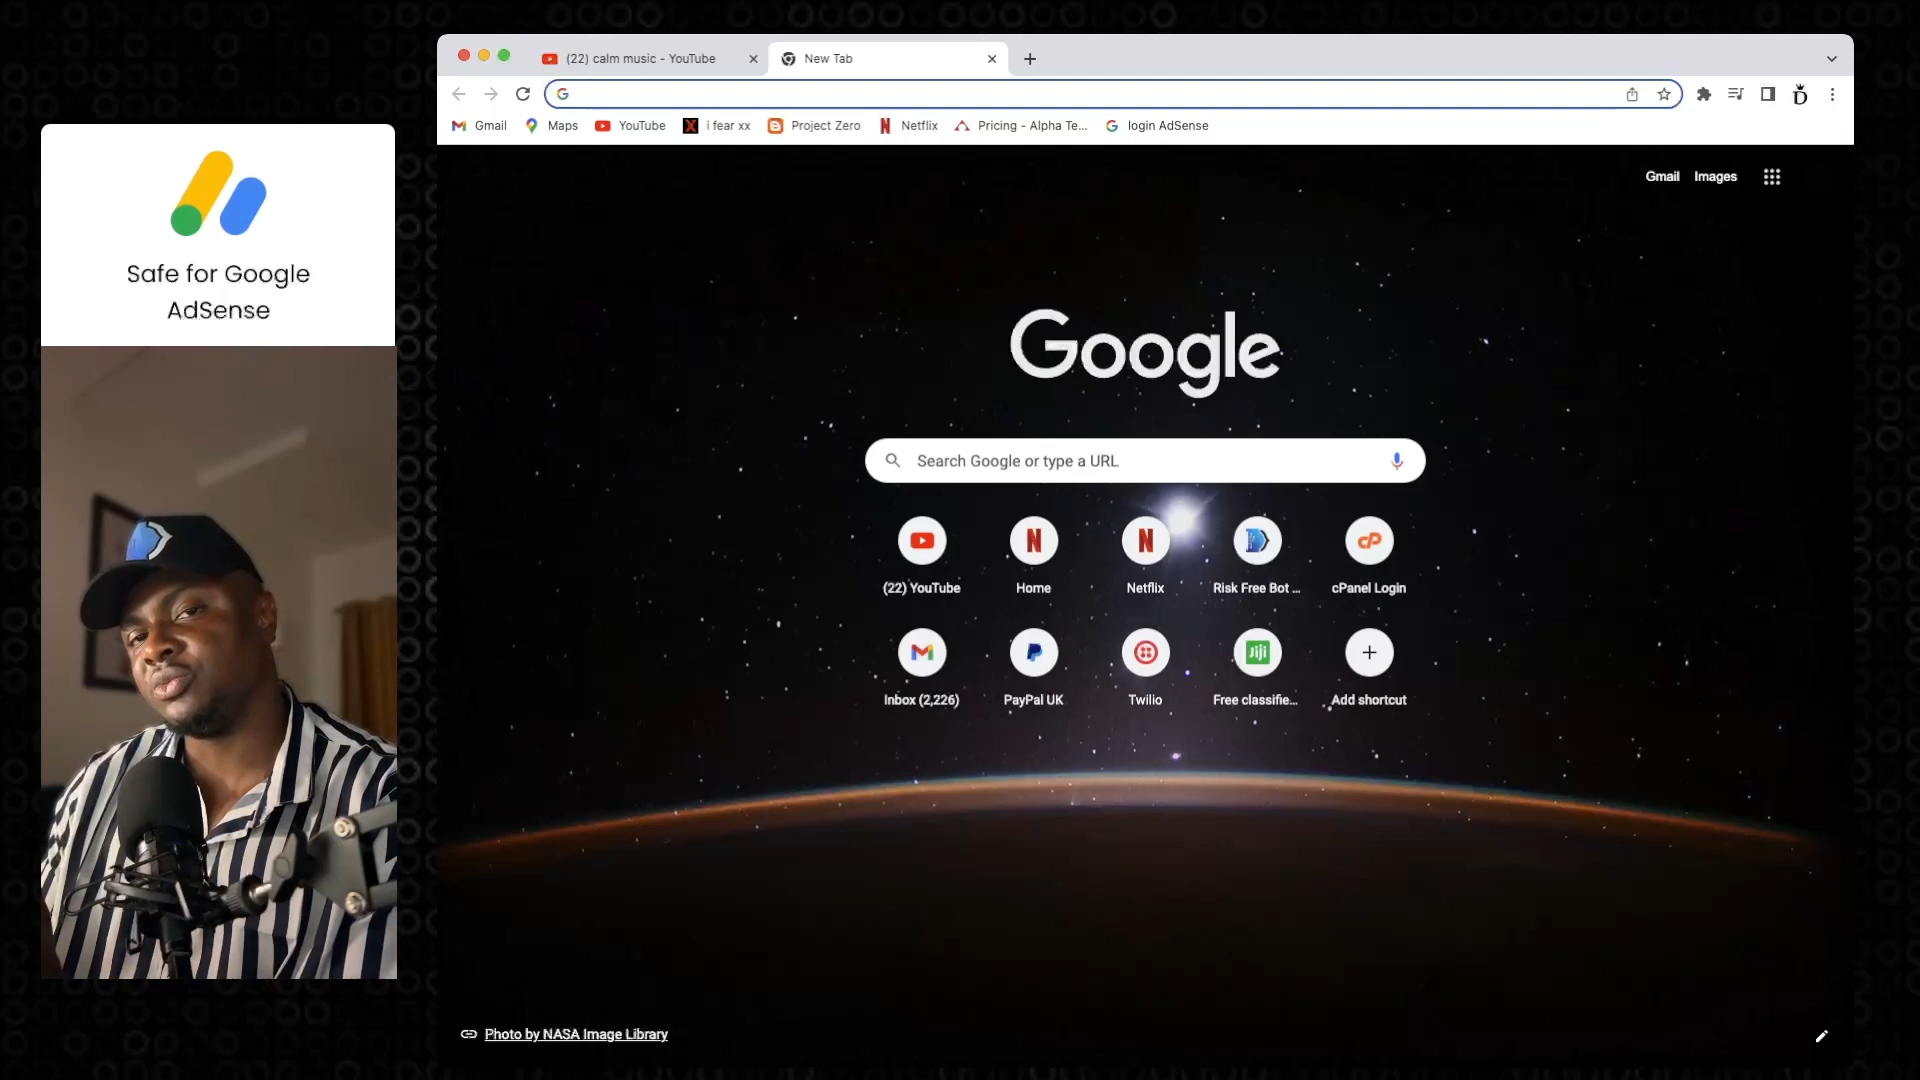 (22) calm music - YouTube
New Tab
Gmail
Maps
YouTube
i fear xx
Project Zero
Netflix
Pricing - Alpha Te...
login AdSense
Safe for Google
AdSense
Gmail
Images
Google
Search Google or type a URL
(22) YouTube
Home
Netflix
Risk Free Bot ...
cPanel Login
Inbox (2,226)
PayPal UK
Twilio
Free classifie...
Add shortcut
Photo by NASA Image Library